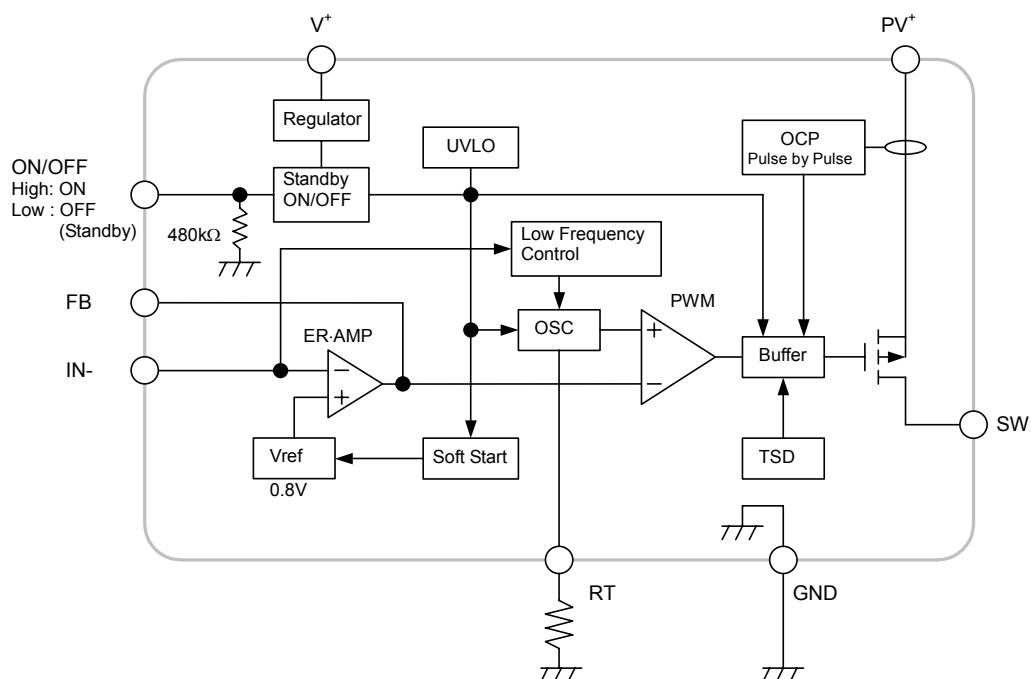 V+
PV+
Regulator
UVLO
OCP
Pulse by Pulse
ON/OFF
High: ON
Low : OFF
(Standby)
Standby
ON/OFF
480kΩ
Low Frequency
Control
FB
ER·AMP
OSC
PWM
+
−
Buffer
IN-
−
+
SW
Vref
0.8V
Soft Start
TSD
RT
GND